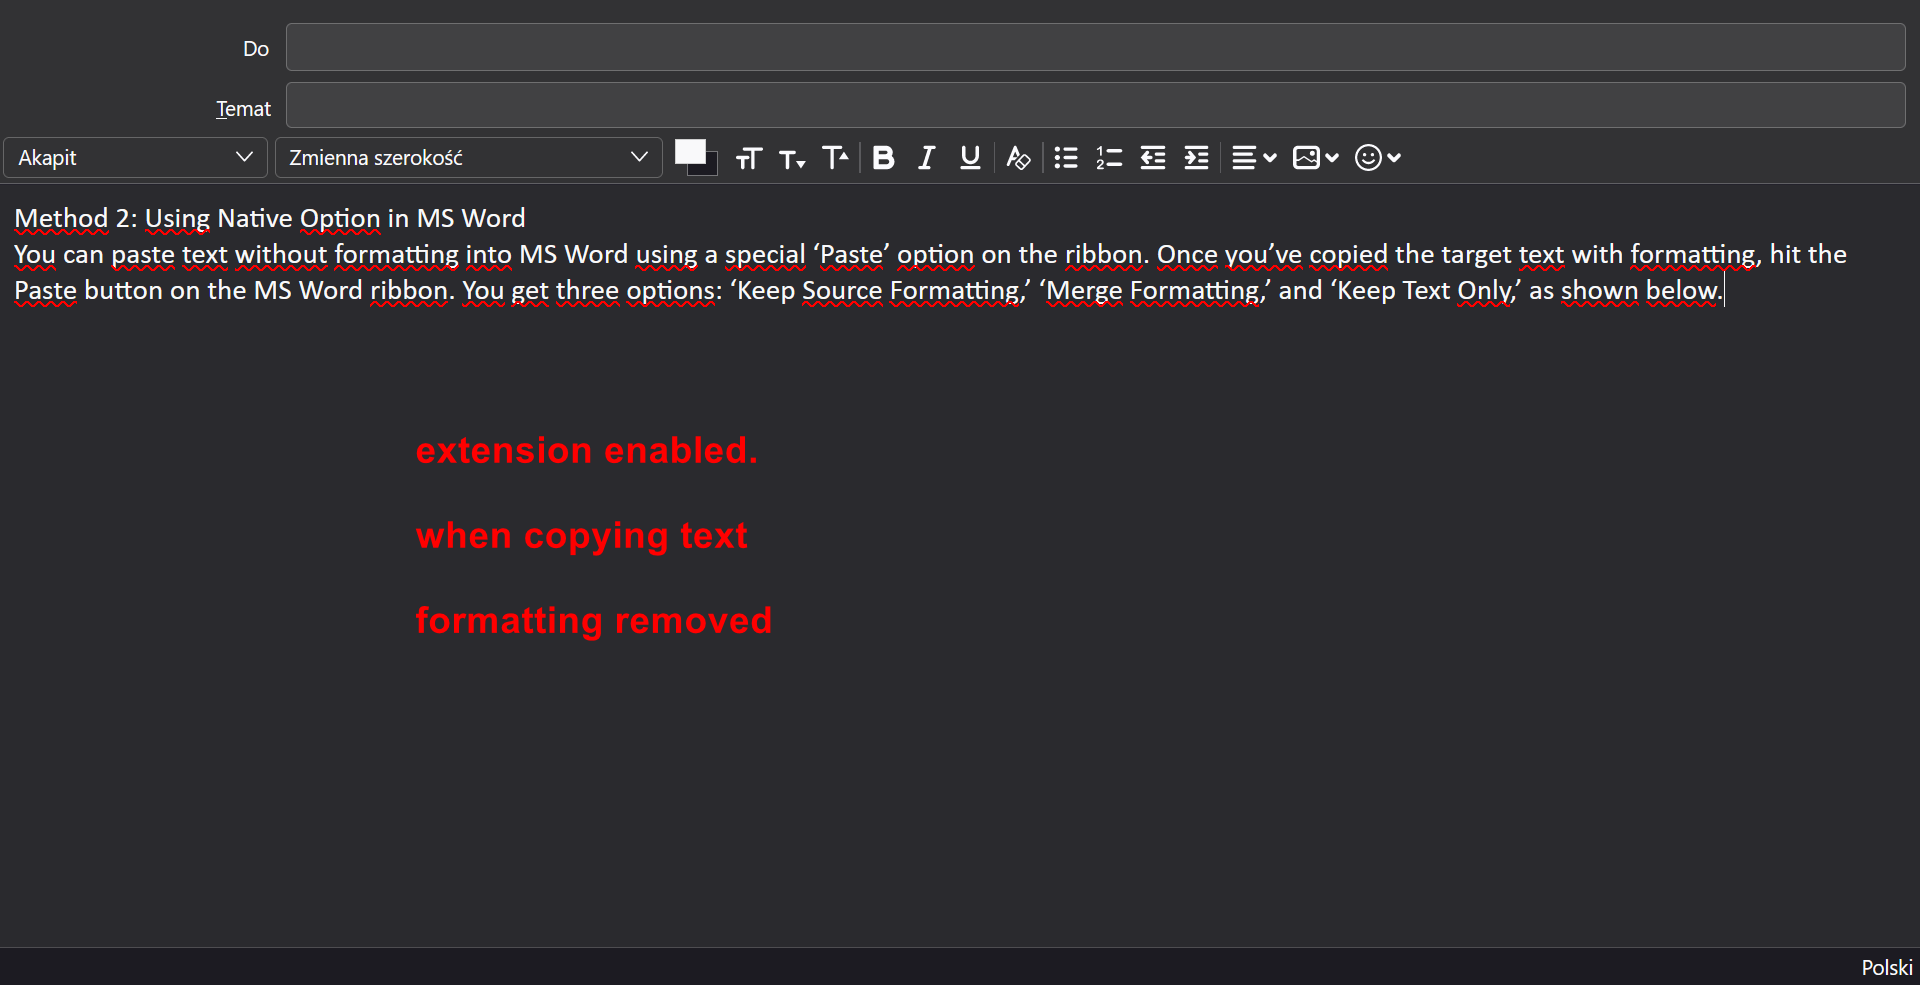 Do
Temat
Akapit
Zmienna szerokość
Method 2: Using Native Option in MS Word
You can paste text without formatting into MS Word using a special ‘Paste’ option on the ribbon. Once you’ve copied the target text with formatting, hit the
Paste button on the MS Word ribbon. You get three options: ‘Keep Source Formatting,’ ‘Merge Formatting,’ and ‘Keep Text Only,’ as shown below.
extension enabled.
when copying text
formatting removed
Polski